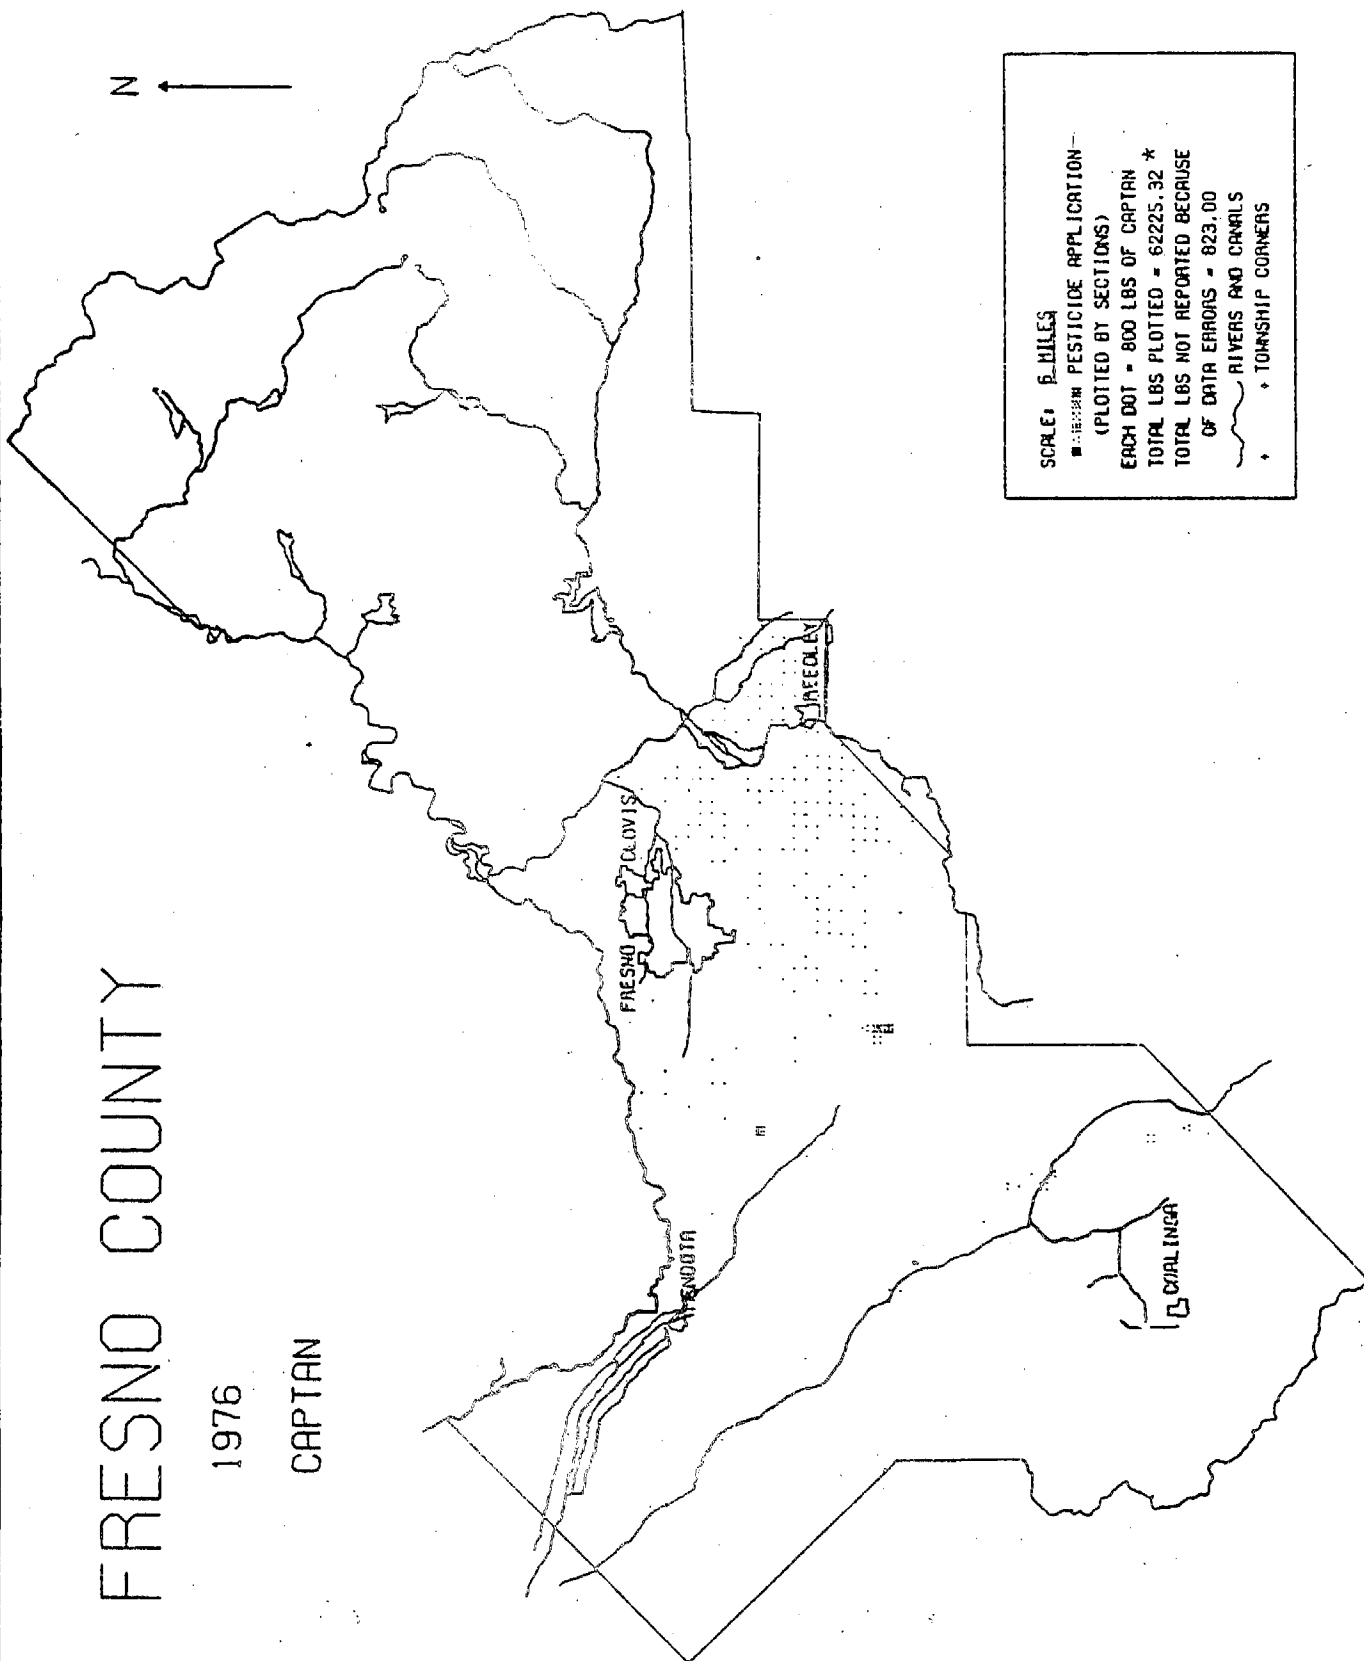 FRESNO COUNTY
1976
CAPTAN
N
FRESNO
CLOVIS
REEDLEY
MENDOTA
COALINGA
SCALE: 6 MILES
PESTICIDE APPLICATION
(PLOTTED BY SECTIONS)
EACH DOT = 800 LBS OF CAPTAN
TOTAL LBS PLOTTED = 62225.32 *
TOTAL LBS NOT REPORTED BECAUSE
OF DATA ERRORS = 823.00
RIVERS AND CANALS
+ TOWNSHIP CORNERS